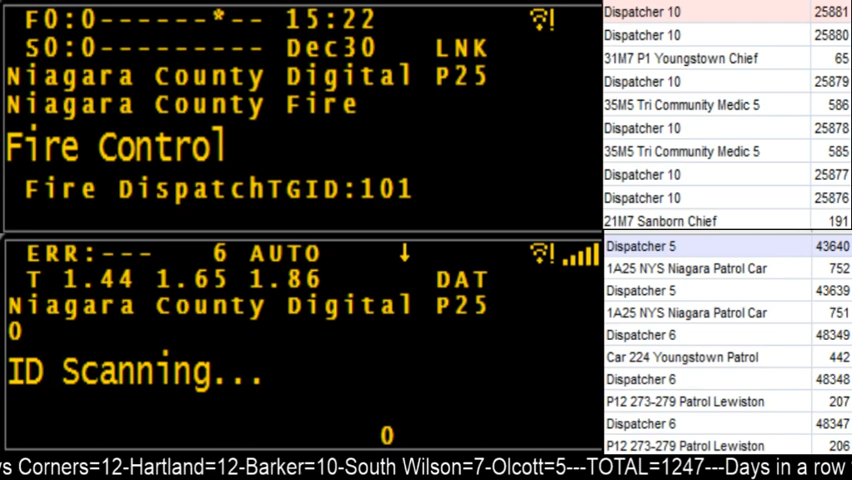 F0:0------*-- 15:22
S0:0--------- Dec30 LNK
Niagara County Digital P25
Niagara County Fire
Fire Control
Fire DispatchTGID:101
Dispatcher 10 25881
Dispatcher 10 25880
31M7 P1 Youngstown Chief 65
Dispatcher 10 25879
35M5 Tri Community Medic 5 586
Dispatcher 10 25878
35M5 Tri Community Medic 5 585
Dispatcher 10 25877
Dispatcher 10 25876
21M7 Sanborn Chief 191
ERR:--- 6 AUTO ↓
T 1.44 1.65 1.86 DAT
Niagara County Digital P25
0
ID Scanning...
0
Dispatcher 5 43640
1A25 NYS Niagara Patrol Car 752
Dispatcher 5 43639
1A25 NYS Niagara Patrol Car 751
Dispatcher 6 48349
Car 224 Youngstown Patrol 442
Dispatcher 6 48348
P12 273-279 Patrol Lewiston 207
Dispatcher 6 48347
P12 273-279 Patrol Lewiston 206
ys Corners=12-Hartland=12-Barker=10-South Wilson=7-Olcott=5---TOTAL=1247---Days in a row